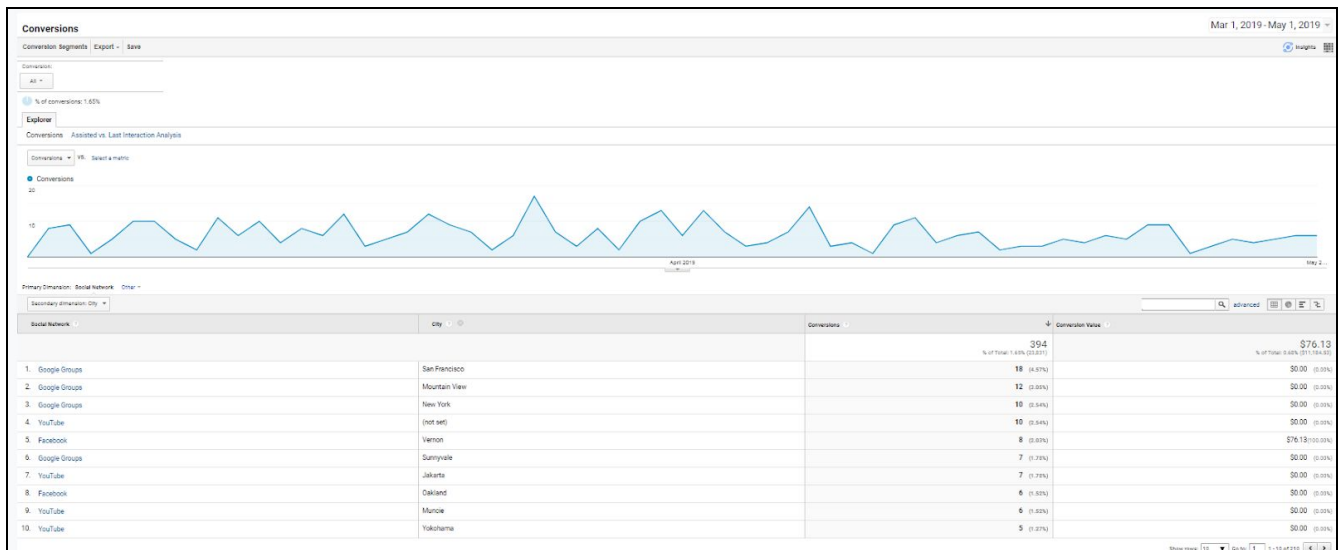 Conversions
Mar 1, 2019 - May 1, 2019
Conversion Segments Export Save
Insights
Conversion:
All
% of conversions: 1.65%
Explorer
Conversions Assisted vs. Last Interaction Analysis
Conversions VS. Select a metric
Conversions
20
10
April 2019
May 2...
Primary Dimension: Social Network Other
Secondary dimension: City
advanced
Social Network City Conversions Conversion Value
394 $76.13
% of Total: % of Total:
1. Google Groups San Francisco 18 (4.57%) $0.00 (0.00%)
2. Google Groups Mountain View 12 (3.05%) $0.00 (0.00%)
3. Google Groups New York 10 (2.54%) $0.00 (0.00%)
4. YouTube (not set) 10 (2.54%) $0.00 (0.00%)
5. Facebook Vernon 8 (2.03%) $76.13 (100.00%)
6. Google Groups Sunnyvale 7 (1.78%) $0.00 (0.00%)
7. YouTube Jakarta 7 (1.78%) $0.00 (0.00%)
8. Facebook Oakland 6 (1.52%) $0.00 (0.00%)
9. YouTube Muncie 6 (1.52%) $0.00 (0.00%)
10. YouTube Yokohama 5 (1.27%) $0.00 (0.00%)
Show rows: 10 Go to: 1 1 - 10 of 210